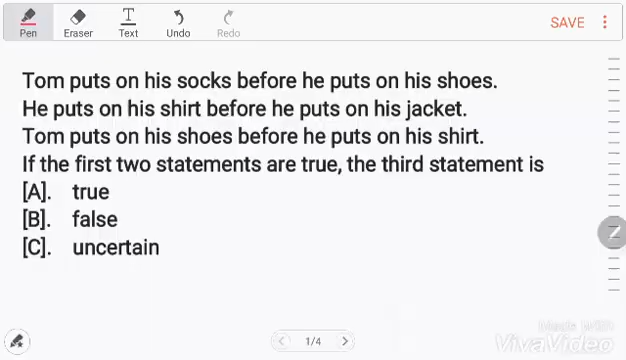 Pen Eraser Text Undo Redo SAVE
Tom puts on his socks before he puts on his shoes.
He puts on his shirt before he puts on his jacket.
Tom puts on his shoes before he puts on his shirt.
If the first two statements are true, the third statement is
[A]. true
[B]. false
[C]. uncertain
1/4
VivaVideo